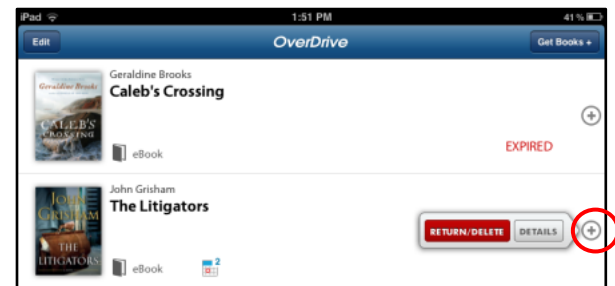 iPad 1:51 PM 41 %
Edit OverDrive Get Books +
Geraldine Brooks
Caleb's Crossing
Geraldine Brooks
CALEB'S
CROSSING
EXPIRED
eBook
John Grisham
The Litigators
JOHN
GRISHAM
THE
LITIGATORS
RETURN/DELETE DETAILS
eBook 2